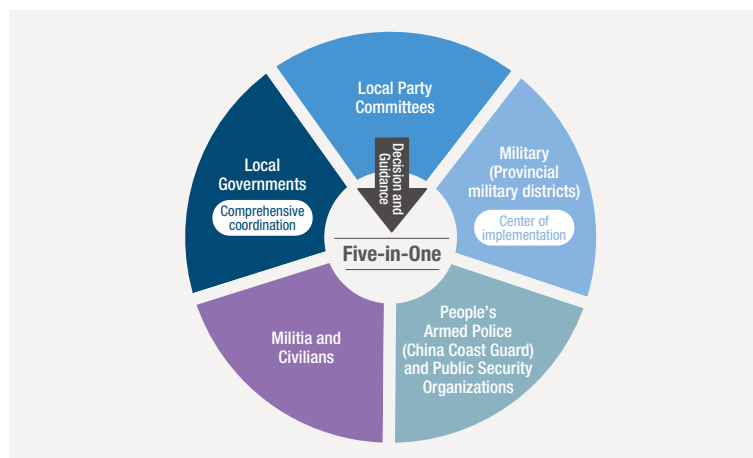 Local Party
Committees
Decision and
Guidance
Military
(Provincial
military districts)
Center of
implementation
Local
Governments
Comprehensive
coordination
Five-in-One
People's
Armed Police
(China Coast Guard)
and Public Security
Organizations
Militia and
Civilians